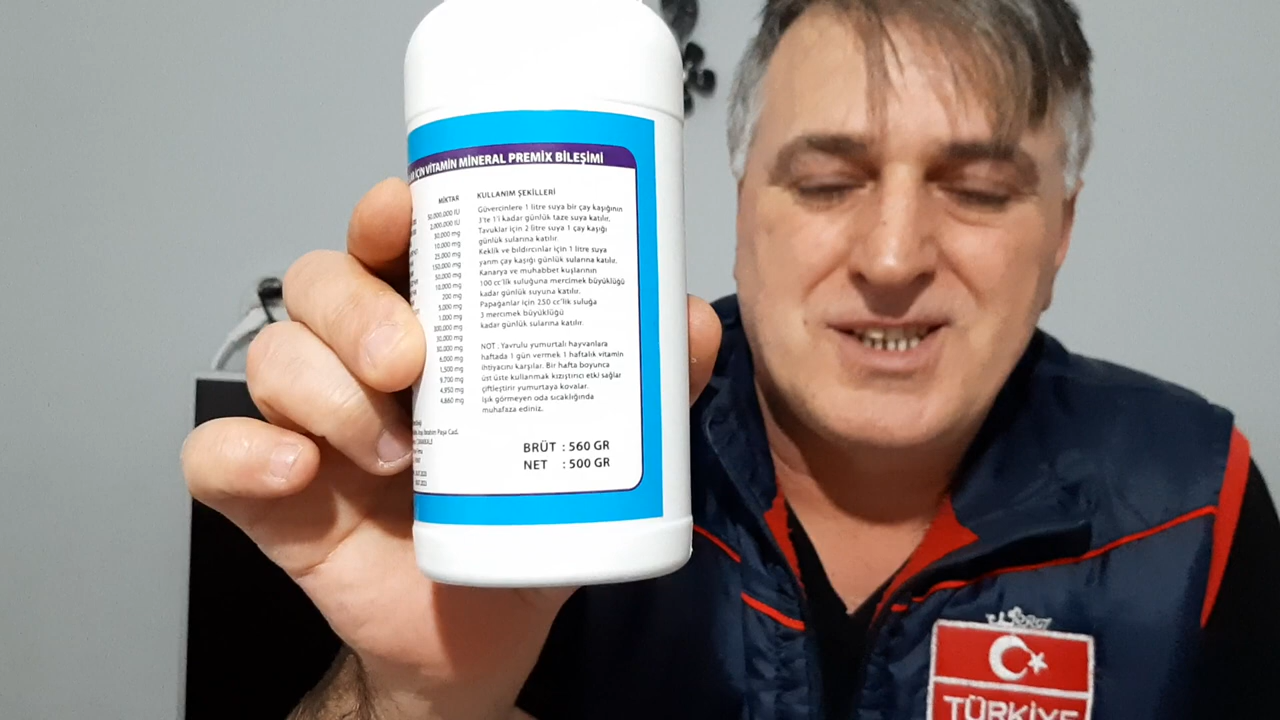 İÇİN VİTAMİN MİNERAL PREMIX BİLEŞİMİ
MİKTAR
50,000,000 IU
2,000,000 IU
30,000 mg
10,000 mg
25,000 mg
150,000 mg
50,000 mg
10,000 mg
200 mg
5,000 mg
1,000 mg
800,000 mg
30,000 mg
30,000 mg
6,000 mg
1,500 mg
9,700 mg
4,950 mg
4,860 mg
KULLANIM ŞEKİLLERİ
Güvercinlere 1 litre suya bir çay kaşığının
3'te 1'i kadar günlük taze suya katılır.
Tavuklar için 2 litre suya 1 çay kaşığı
günlük sularına katılır.
Keklik ve bıldırcınlar için 1 litre suya
yarım çay kaşığı günlük sularına katılır.
Kanarya ve muhabbet kuşlarının
100 cc'lik suluğuna mercimek büyüklüğü
kadar günlük suyuna katılır.
Papağanlar için 250 cc'lik suluğa
3 mercimek büyüklüğü
kadar günlük sularına katılır.
NOT : Yavrulu yumurtalı hayvanlara
haftada 1 gün vermek 1 haftalık vitamin
ihtiyacını karşılar. Bir hafta boyunca
üst üste kullanmak kızıştırıcı etki sağlar
çiftleştirir yumurtaya kovalar.
Işık görmeyen oda sıcaklığında
muhafaza ediniz.
BRÜT : 560 GR
NET : 500 GR
TÜRKİYE